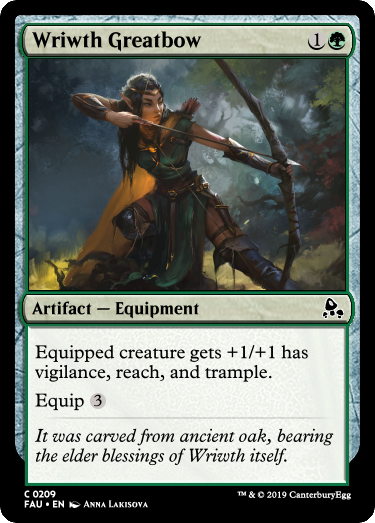 Wriwth Greatbow 1
Artifact — Equipment
Equipped creature gets +1/+1 has
vigilance, reach, and trample.
Equip 3
It was carved from ancient oak, bearing
the elder blessings of Wriwth itself.
C 0209
FAU • EN Anna Lakisova
™ & © 2019 CanterburyEgg